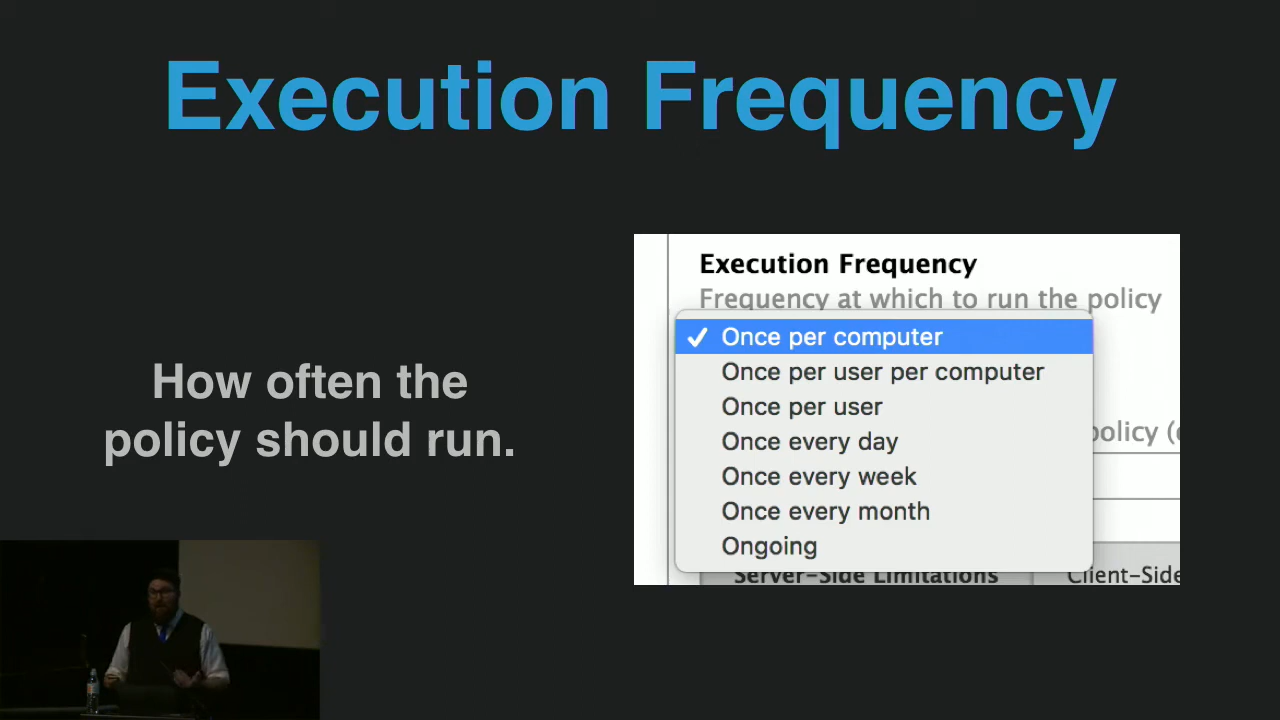 Execution Frequency
How often the
policy should run.
Execution Frequency
Frequency at which to run the policy
✓ Once per computer
Once per user per computer
Once per user
Once every day
Once every week
Once every month
Ongoing
policy (
Server-Side Limitations
Client-Side